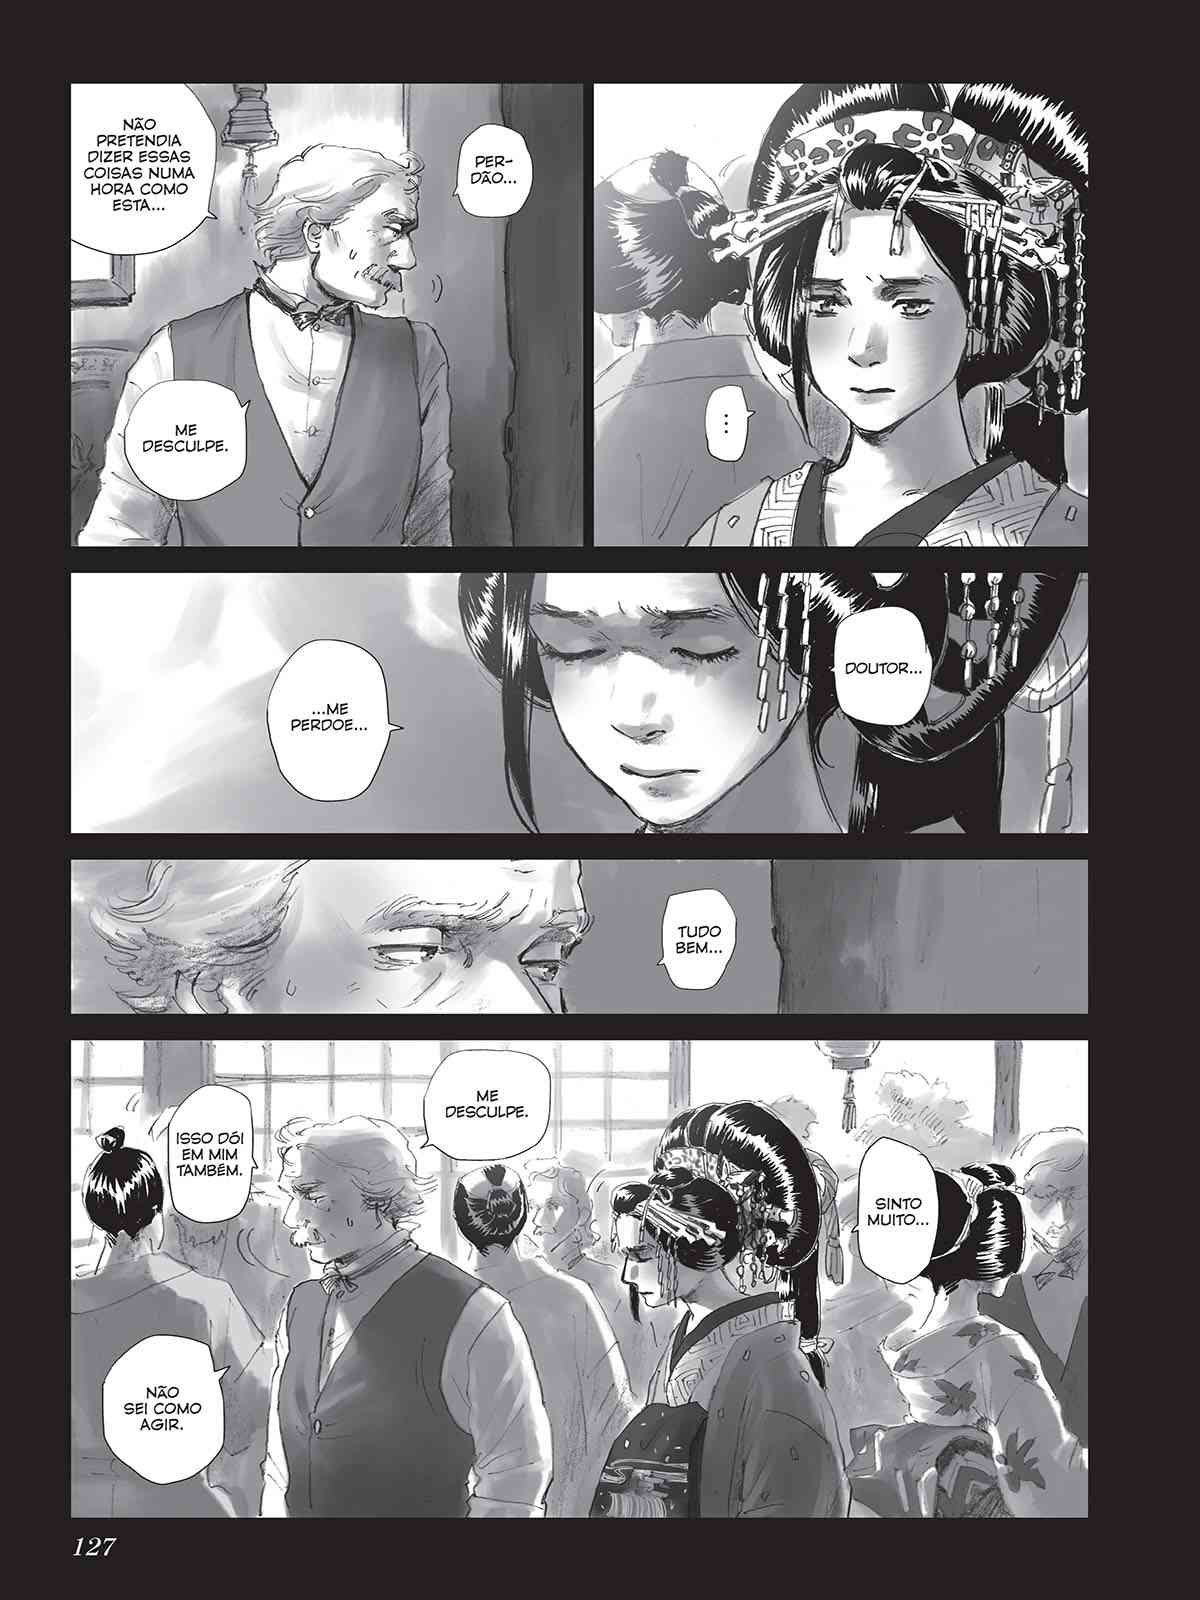 ...
PER-
DÃO...
NÃO
PRETENDIA
DIZER ESSAS
COISAS NUMA
HORA COMO
ESTA...
ME
DESCULPE.
DOUTOR...
...ME
PERDOE...
TUDO
BEM...
SINTO
MUITO...
ME
DESCULPE.
ISSO DÓI
EM MIM
TAMBÉM.
NÃO
SEI COMO
AGIR.
127